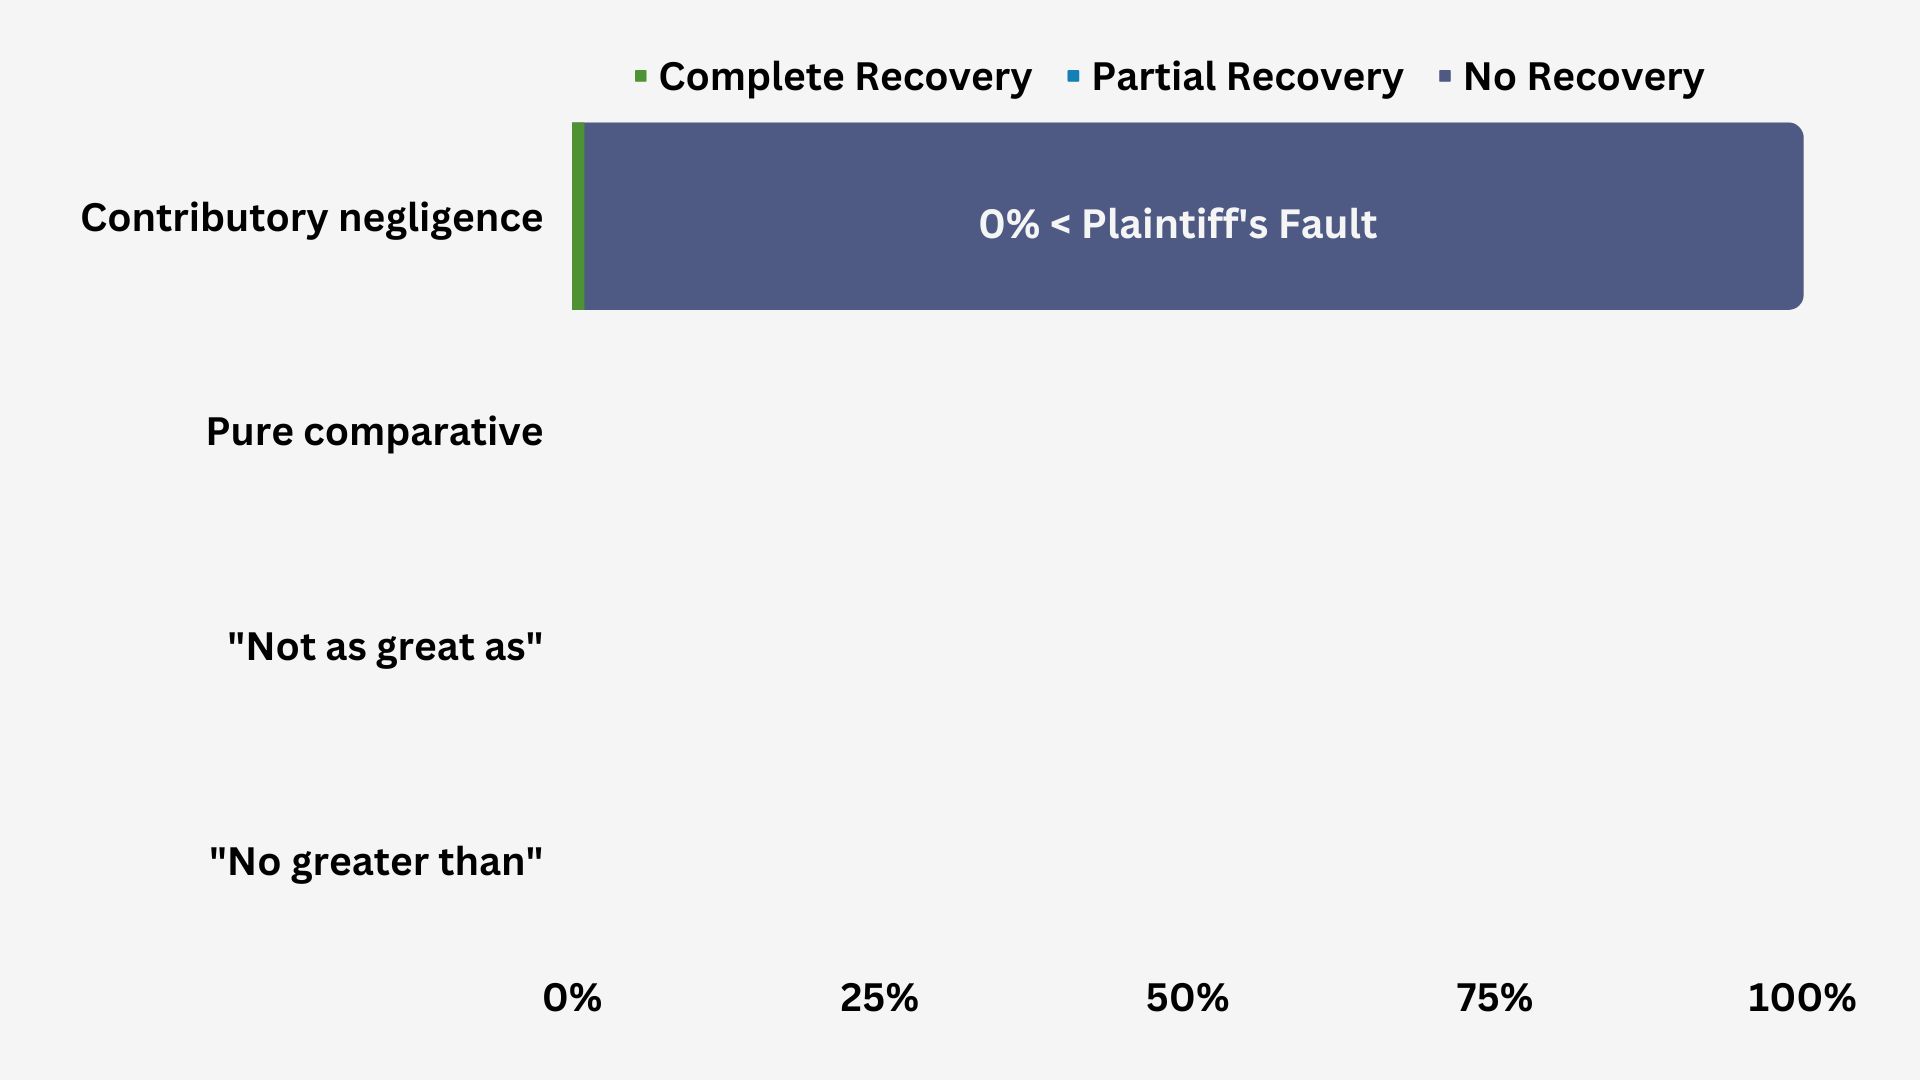 Complete Recovery Partial Recovery No Recovery
Contributory negligence
0% < Plaintiff's Fault
Pure comparative
"Not as great as"
"No greater than"
0% 25% 50% 75% 100%